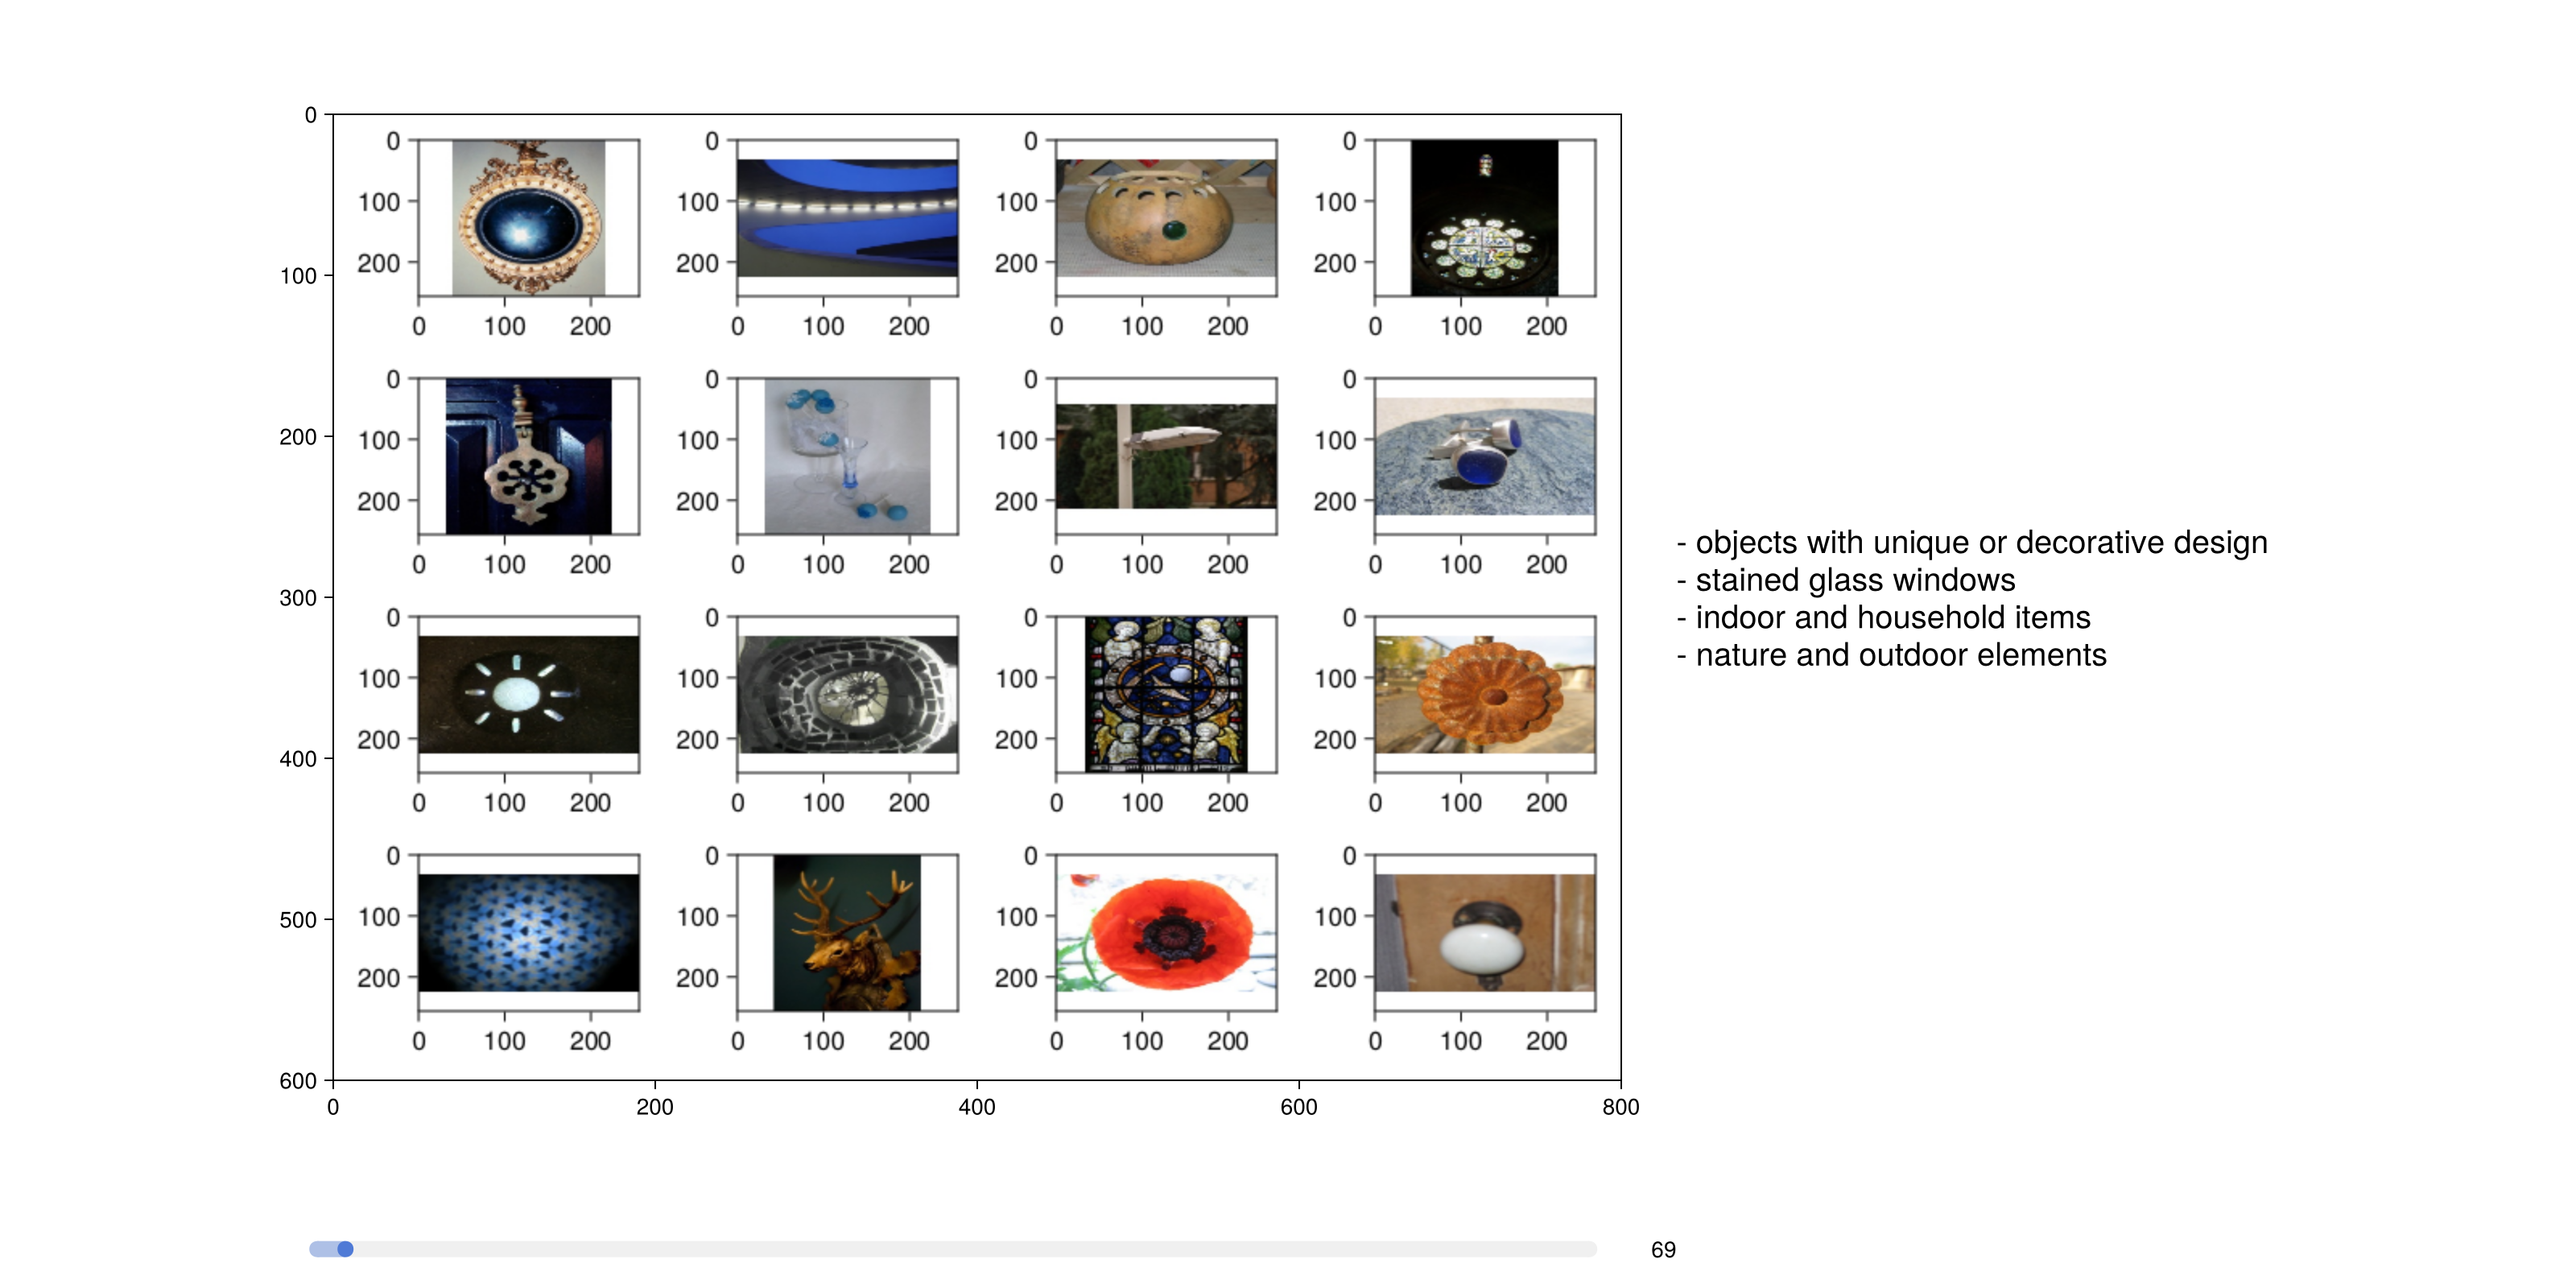 0
100
200
300
400
500
600
0 200 400 600 800
0 0 0 0
100 100 100 100
200 200 200 200
0 100 200 0 100 200 0 100 200 0 100 200
0 0 0 0
100 100 100 100
200 200 200 200
0 100 200 0 100 200 0 100 200 0 100 200
0 0 0 0
100 100 100 100
200 200 200 200
0 100 200 0 100 200 0 100 200 0 100 200
0 0 0 0
100 100 100 100
200 200 200 200
0 100 200 0 100 200 0 100 200 0 100 200
- objects with unique or decorative design
- stained glass windows
- indoor and household items
- nature and outdoor elements
69